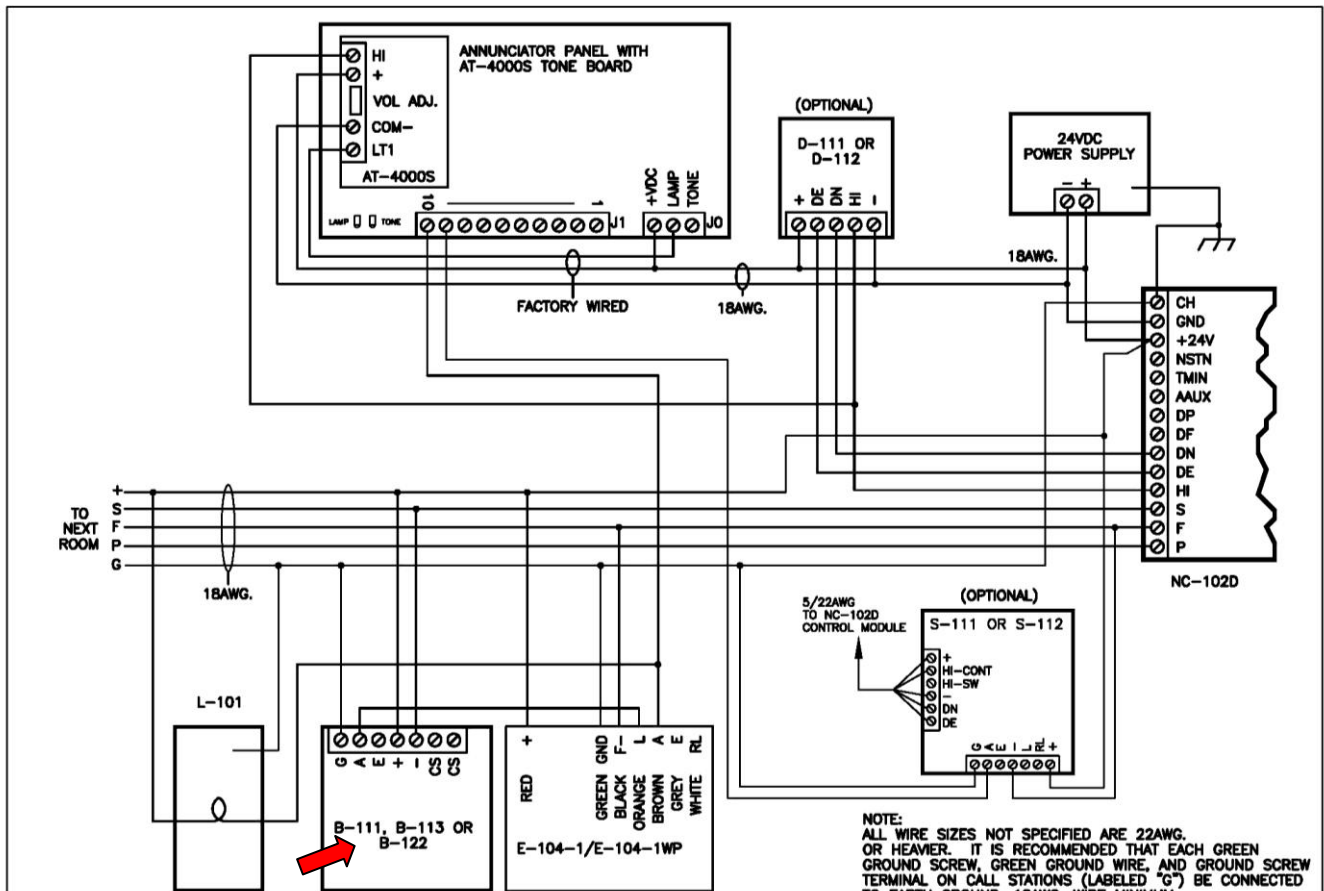 ANNUNCIATOR PANEL WITH
AT-4000S TONE BOARD
HI
+
VOL ADJ.
COM-
LT1
AT-4000S
LAMP TONE
10 1 J1
+VDC LAMP TONE
J0
FACTORY WIRED
18AWG.
(OPTIONAL)
D-111 OR
D-112
+ DE DN HI -
24VDC
POWER SUPPLY
- +
18AWG.
CH
GND
+24V
NSTN
TMIN
AAUX
DP
DF
DN
DE
HI
S
F
P
NC-102D
TO
NEXT
ROOM
+
S
F
P
G
18AWG.
L-101
G A E + - CS CS
B-111, B-113 OR
B-122
+ GND F- L A E RL
RED GREEN BLACK ORANGE BROWN GREY WHITE
E-104-1/E-104-1WP
5/22AWG
TO NC-102D
CONTROL MODULE
(OPTIONAL)
S-111 OR S-112
+
HI-CONT
HI-SW
-
DN
DE
G A E - L RL +
NOTE:
ALL WIRE SIZES NOT SPECIFIED ARE 22AWG.
OR HEAVIER. IT IS RECOMMENDED THAT EACH GREEN
GROUND SCREW, GREEN GROUND WIRE, AND GROUND SCREW
TERMINAL ON CALL STATIONS (LABELED "G") BE CONNECTED